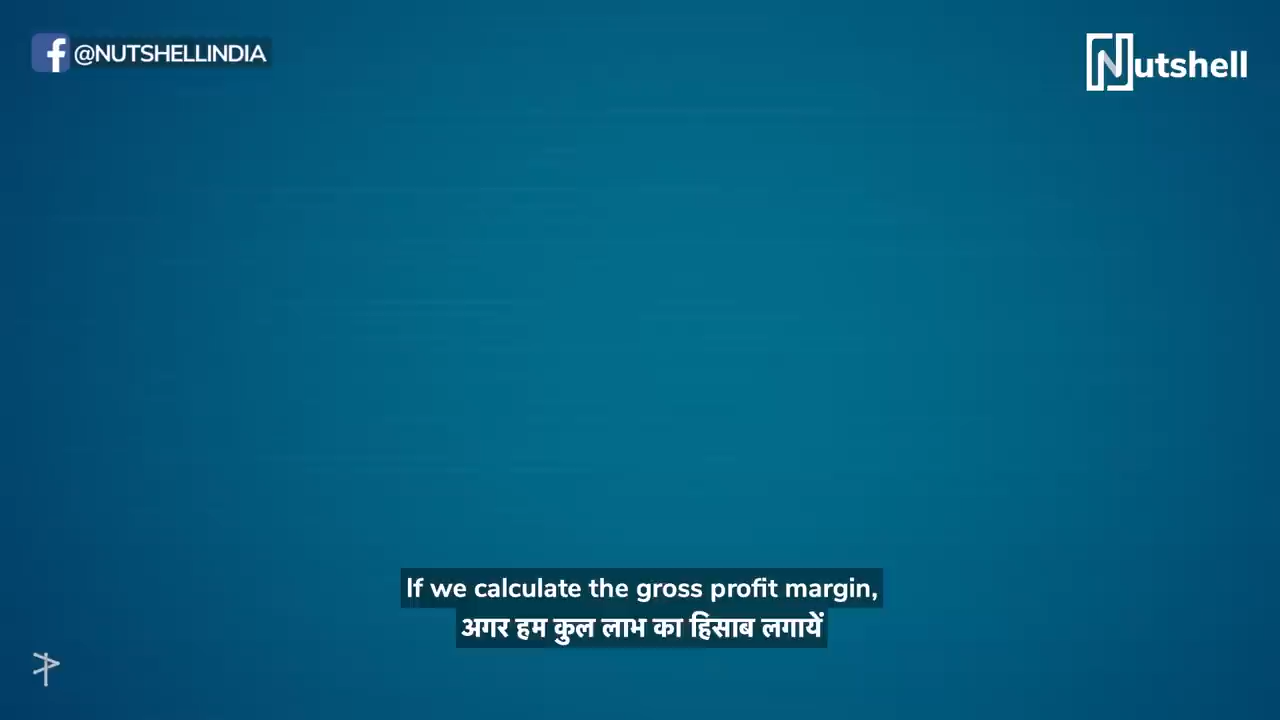 @NUTSHELLINDIA
Nutshell
If we calculate the gross profit margin,
अगर हम कुल लाभ का हिसाब लगायें